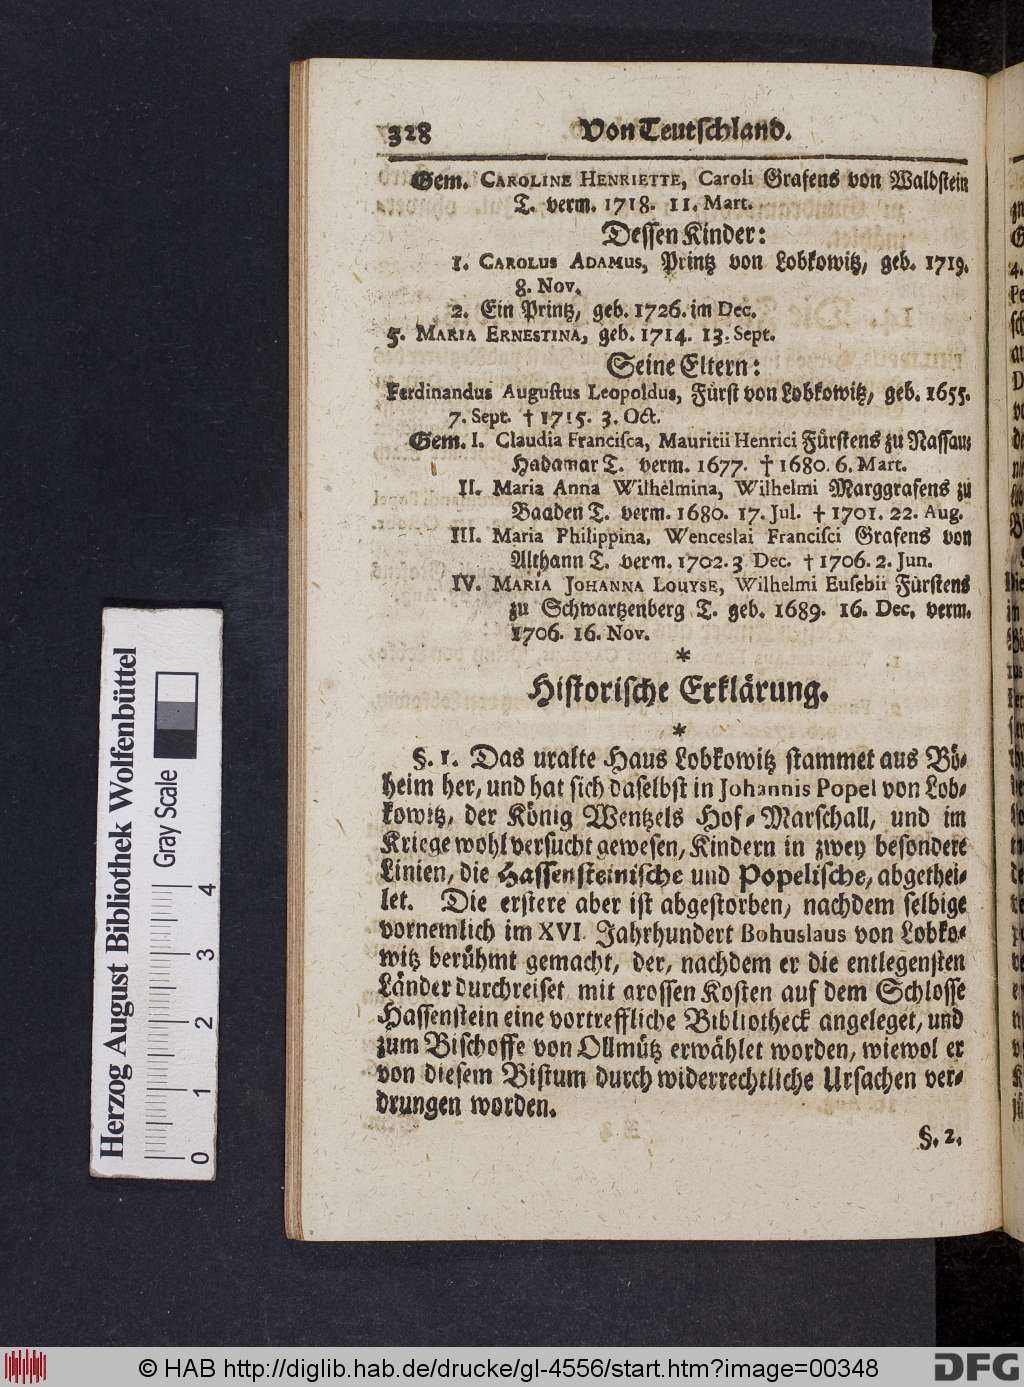 328 Von Teutschland.
Gem. CAROLINE HENRIETTE, Caroli Grafens von Waldstein
T. verm. 1718. 11. Mart.
Dessen Kinder:
1. CAROLUS ADAMUS, Printz von Lobkowitz, geb. 1719.
8. Nov.
2. Ein Printz, geb. 1726. im Dec.
5. MARIA ERNESTINA, geb. 1714. 13. Sept.
Seine Eltern:
Ferdinandus Augustus Leopoldus, Fürst von Lobkowitz, geb. 1655.
7. Sept. † 1715. 3. Oct.
Gem. I. Claudia Francisca, Mauritii Henrici Fürstens zu Nassau-
Hadamar T. verm. 1677. † 1680. 6. Mart.
II. Maria Anna Wilhelmina, Wilhelmi Marggrafens zu
Baaden T. verm. 1680. 17. Jul. † 1701. 22. Aug.
III. Maria Philippina, Wenceslai Francisci Grafens von
Althann T. verm. 1702. 3 Dec. † 1706. 2. Jun.
IV. MARIA JOHANNA LOUYSE, Wilhelmi Eusebii Fürstens
zu Schwartzenberg T. geb. 1689. 16. Dec. verm.
1706. 16. Nov.
*
Historische Erklärung.
*
§. 1. Das uralte Haus Lobkowitz stammet aus Bö-
heim her, und hat sich daselbst in Johannis Popel von Lob-
kowitz, der König Wentzels Hof-Marschall, und im
Kriege wohl versucht gewesen, Kindern in zwey besondere
Linien, die Hassensteinische und Popelische, abgethei-
let. Die erstere aber ist abgestorben, nachdem selbige
vornemlich im XVI. Jahrhundert Bohuslaus von Lobko-
witz berühmt gemacht, der, nachdem er die entlegensten
Länder durchreiset mit grossen Kosten auf dem Schlosse
Hassenstein eine vortreffliche Bibliotheck angeleget, und
zum Bischoffe von Ollmütz erwählet worden, wiewol er
von diesem Bistum durch widerrechtliche Ursachen ver-
drungen worden.
§. 2.
Herzog August Bibliothek Wolfenbüttel
Gray Scale
0 1 2 3 4
© HAB http://diglib.hab.de/drucke/gl-4556/start.htm?image=00348
DFG